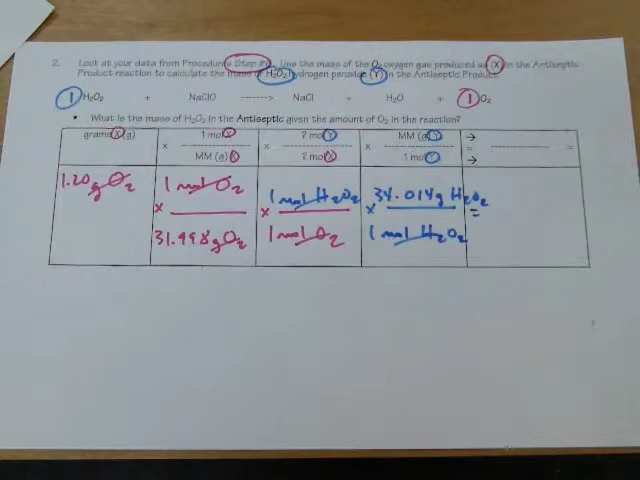 2. Look at your data from Procedure Step #1. Use the mass of the O₂ oxygen gas produced as (X) in the Antiseptic
Product reaction to calculate the mass of H₂O₂ hydrogen peroxide (Y) in the Antiseptic Product.
1 H₂O₂ + NaClO -------> NaCl + H₂O + 1 O₂
• What is the mass of H₂O₂ in the Antiseptic given the amount of O₂ in the reaction?
grams X (g) x 1 mol X x ? mol Y x MM (g) Y → =
MM (g) X ? mol X 1 mol Y = →
1.20 g O₂ 1 mol O₂ 1 mol H₂O₂ 34.014 g H₂O₂
x x x =
31.998 g O₂ 1 mol O₂ 1 mol H₂O₂